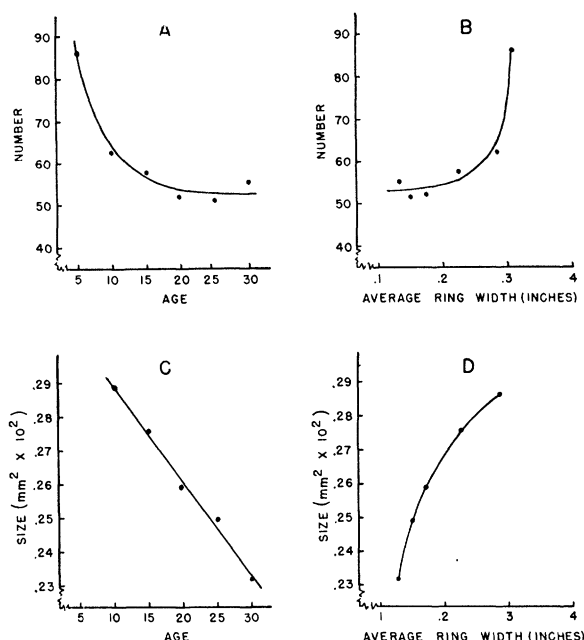 A
90
80
70
60
50
40
NUMBER
5 10 15 20 25 30
AGE
B
90
80
70
60
50
40
NUMBER
.1 .2 .3 4
AVERAGE RING WIDTH (INCHES)
C
.29
.28
.27
.26
.25
.24
.23
SIZE (mm² X 10²)
5 10 15 20 25 30
AGE
D
.29
.28
.27
.26
.25
.24
.23
SIZE (mm² X 10²)
1 .2 .3 4
AVERAGE RING WIDTH (INCHES)